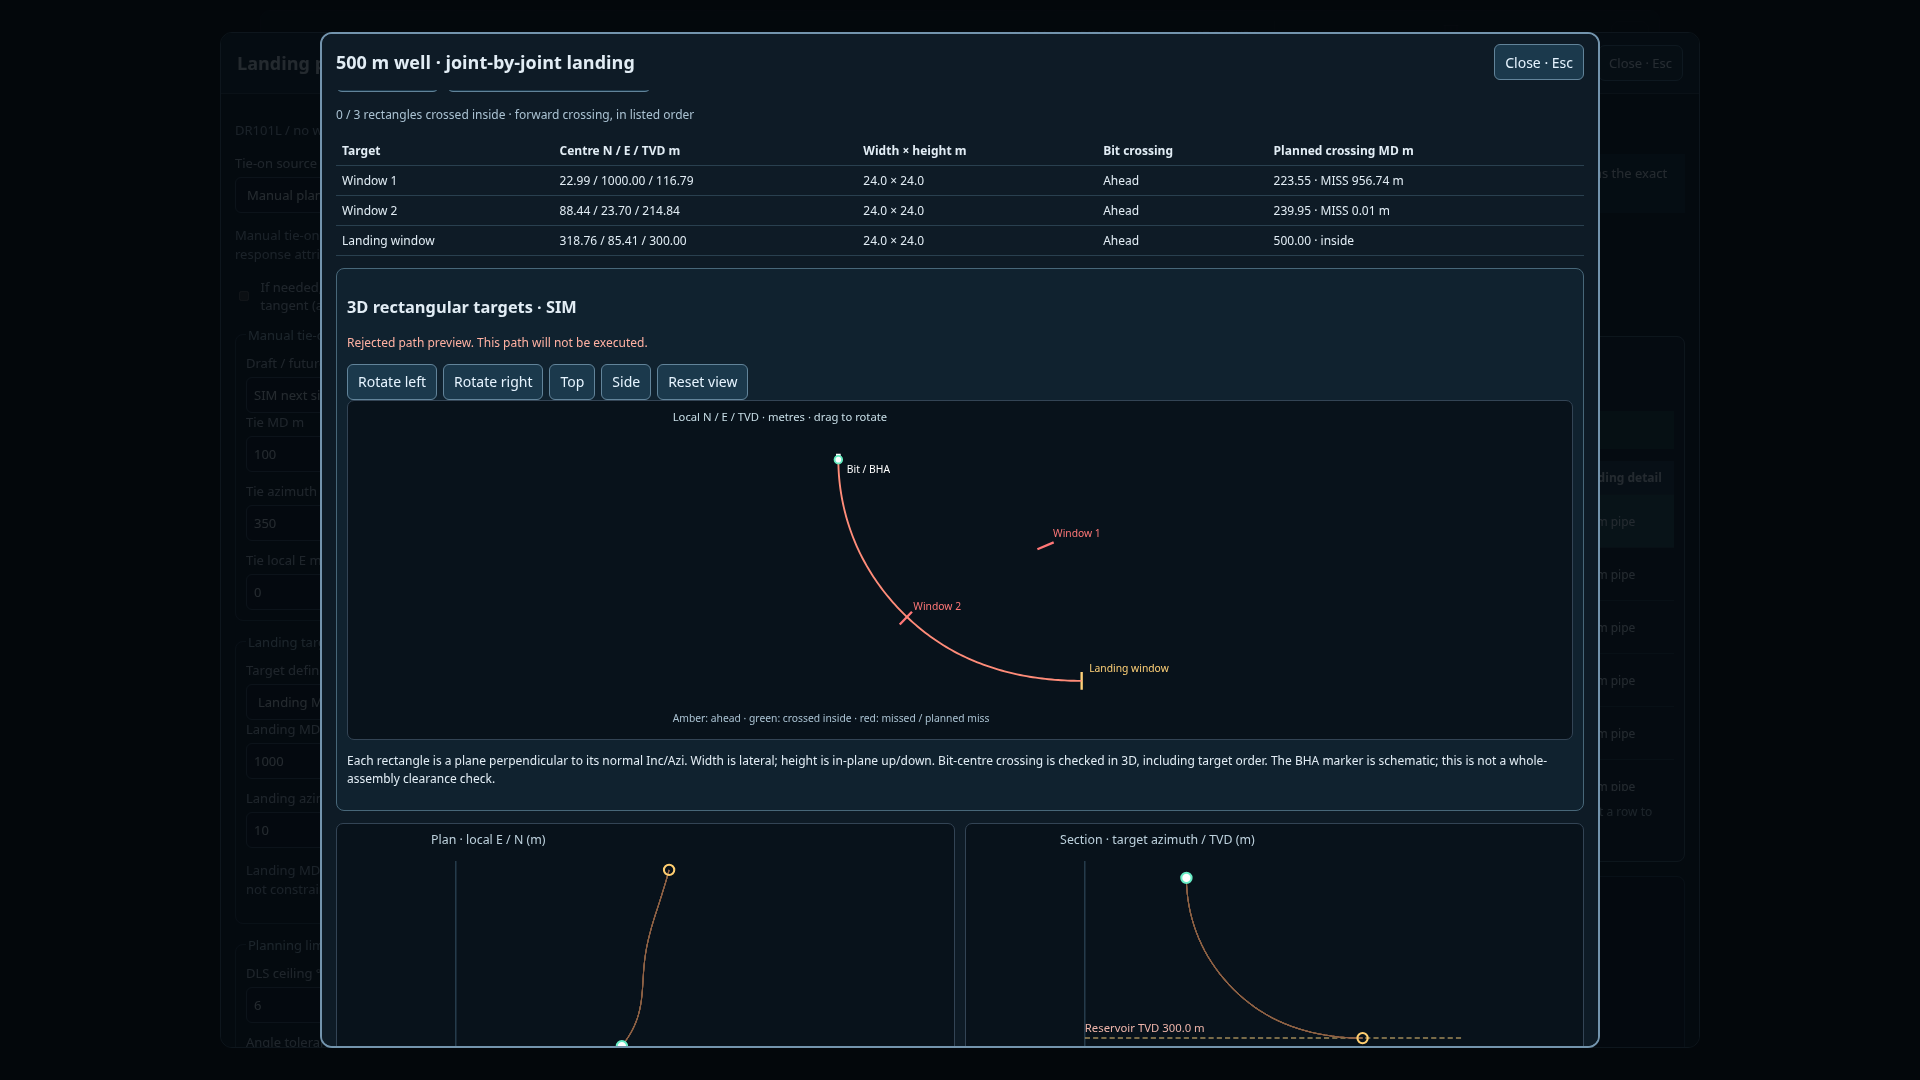 500 m well · joint-by-joint landing
Close · Esc
0 / 3 rectangles crossed inside · forward crossing, in listed order
Target Centre N / E / TVD m Width × height m Bit crossing Planned crossing MD m
Window 1 22.99 / 1000.00 / 116.79 24.0 × 24.0 Ahead 223.55 · MISS 956.74 m
Window 2 88.44 / 23.70 / 214.84 24.0 × 24.0 Ahead 239.95 · MISS 0.01 m
Landing window 318.76 / 85.41 / 300.00 24.0 × 24.0 Ahead 500.00 · inside
3D rectangular targets · SIM
Rejected path preview. This path will not be executed.
Rotate left Rotate right Top Side Reset view
Local N / E / TVD · metres · drag to rotate
Bit / BHA
Window 1
Window 2
Landing window
Amber: ahead · green: crossed inside · red: missed / planned miss
Each rectangle is a plane perpendicular to its normal Inc/Azi. Width is lateral; height is in-plane up/down. Bit-centre crossing is checked in 3D, including target order. The BHA marker is schematic; this is not a whole-
assembly clearance check.
Plan · local E / N (m)
Section · target azimuth / TVD (m)
Reservoir TVD 300.0 m
Landing
Close · Esc
DR101L / no
Tie-on source
Manual plan
Manual tie-on
response
If needed
tangent
Manual
Draft /
SIM next
Tie MD m
100
Tie azimuth
350
Tie local E
0
Landing
Target
Landing
Landing MD
1000
Landing
10
Landing MD
not
Planning
DLS ceiling
6
Angle
the exact
detail
pipe
pipe
pipe
pipe
pipe
pipe
a row to